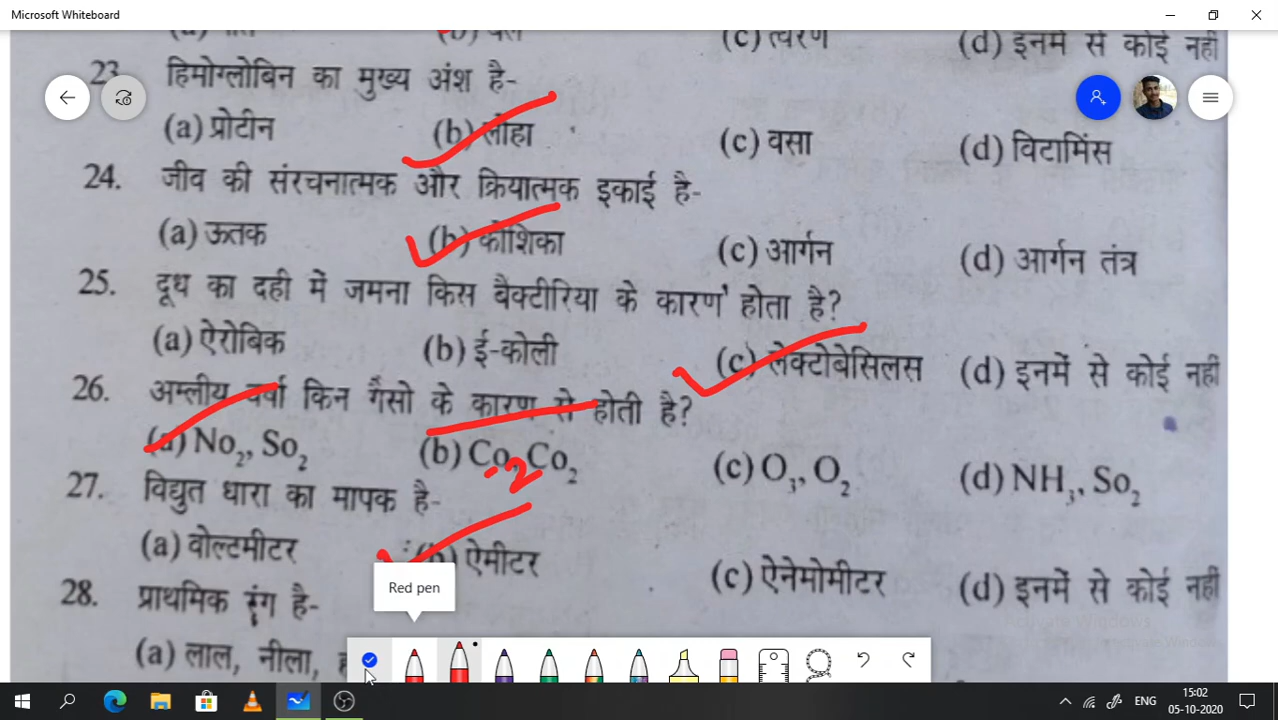 Microsoft Whiteboard
(c) त्वरण (d) इनमें से कोई नहीं
23. हिमोग्लोबिन का मुख्य अंश है-
(a) प्रोटीन (b) लोहा (c) वसा (d) विटामिंस
24. जीव की संरचनात्मक और क्रियात्मक इकाई है-
(a) ऊतक (b) कोशिका (c) आर्गन (d) आर्गन तंत्र
25. दूध का दही में जमना किस बैक्टीरिया के कारण होता है?
(a) ऐरोबिक (b) ई-कोली (c) लेक्टोबेसिलस (d) इनमें से कोई नहीं
26. अम्लीय वर्षा किन गैसो के कारण से होती है?
(a) No₂, So₂ (b) Co, Co₂ (c) O₃, O₂ (d) NH₃, So₂
2
27. विद्युत धारा का मापक है-
(a) वोल्टमीटर (b) ऐमीटर (c) ऐनेमोमीटर (d) इनमें से कोई नहीं
Red pen
28. प्राथमिक रंग है-
(a) लाल, नीला,
Activate Windows
ENG
15:02
05-10-2020